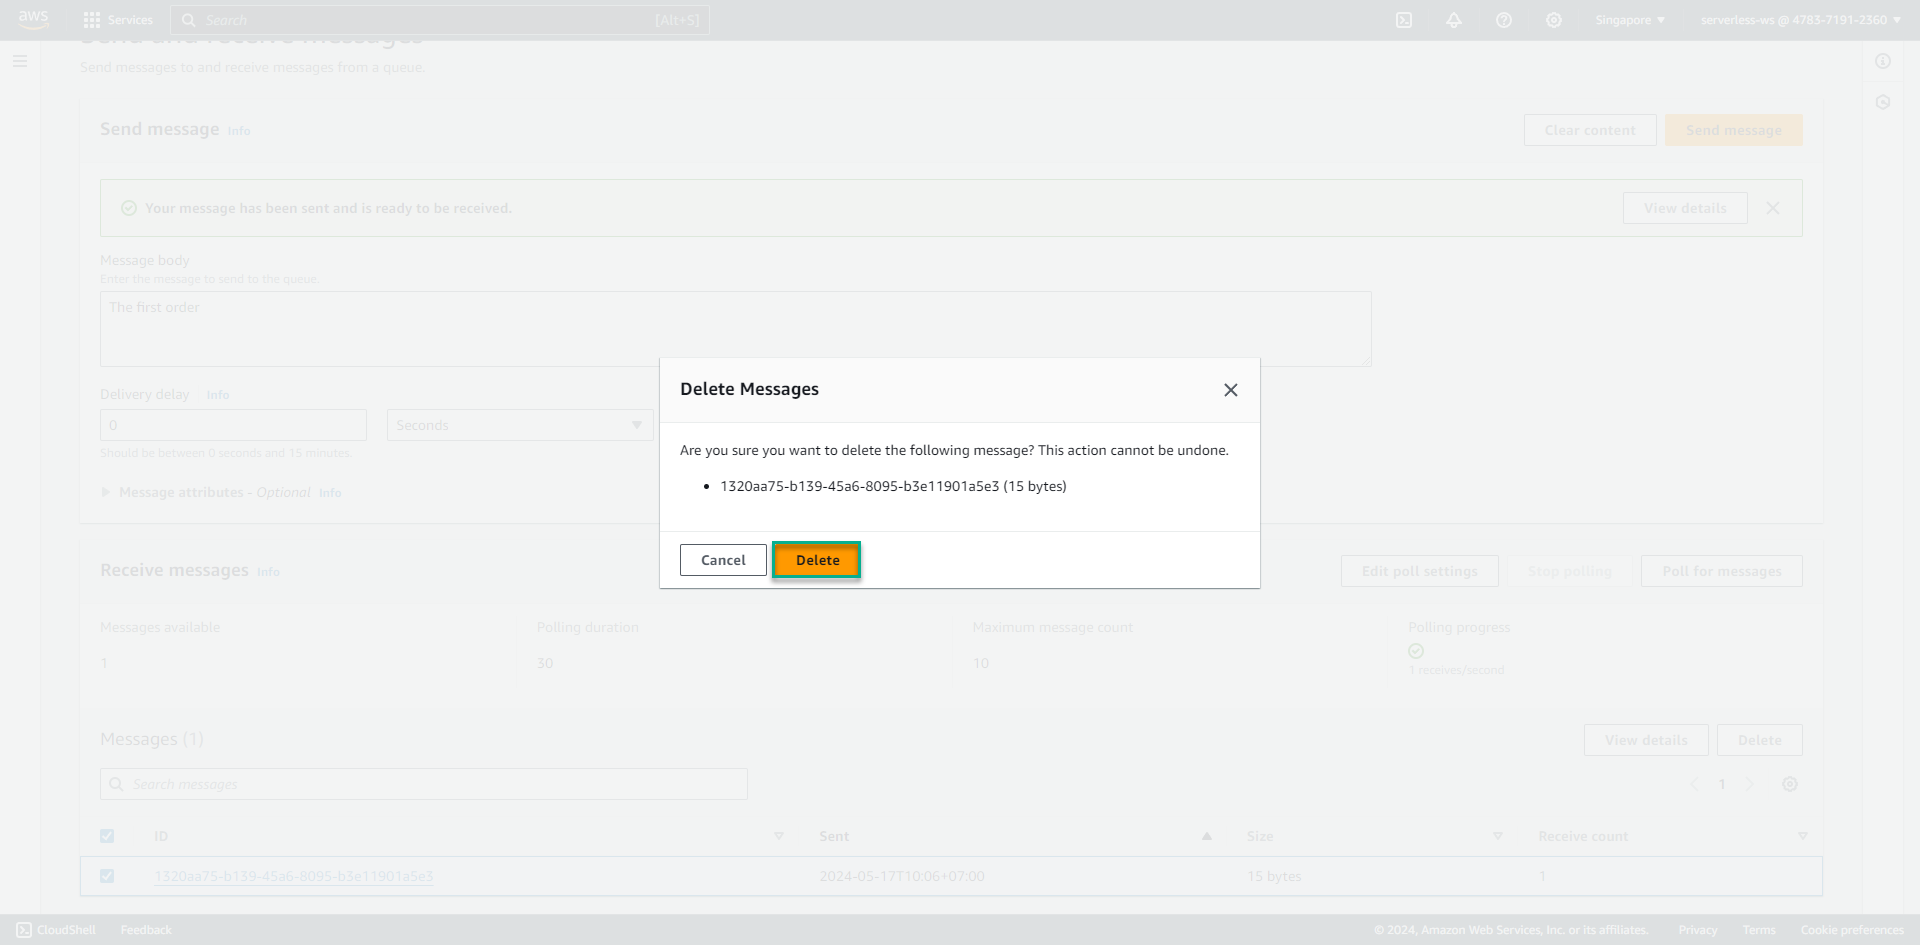 aws Services Search [Alt+S] Singapore serverless-ws @ 4783-7191-2360
Send and receive messages
Send messages to and receive messages from a queue.
Send message Info Clear content Send message
Your message has been sent and is ready to be received. View details
Message body
Enter the message to send to the queue.
The first order
Delivery delay Info
0 Seconds
Should be between 0 seconds and 15 minutes.
Message attributes - Optional Info
Delete Messages
Are you sure you want to delete the following message? This action cannot be undone.
• 1320aa75-b139-45a6-8095-b3e11901a5e3 (15 bytes)
Cancel Delete
Receive messages Info Edit poll settings Stop polling Poll for messages
Messages available Polling duration Maximum message count Polling progress
1 30 10
1 receives/second
Messages (1) View details Delete
Search messages 1
ID Sent Size Receive count
1320aa75-b139-45a6-8095-b3e11901a5e3 2024-05-17T10:06+07:00 15 bytes 1
CloudShell Feedback © 2024, Amazon Web Services, Inc. or its affiliates. Privacy Terms Cookie preferences